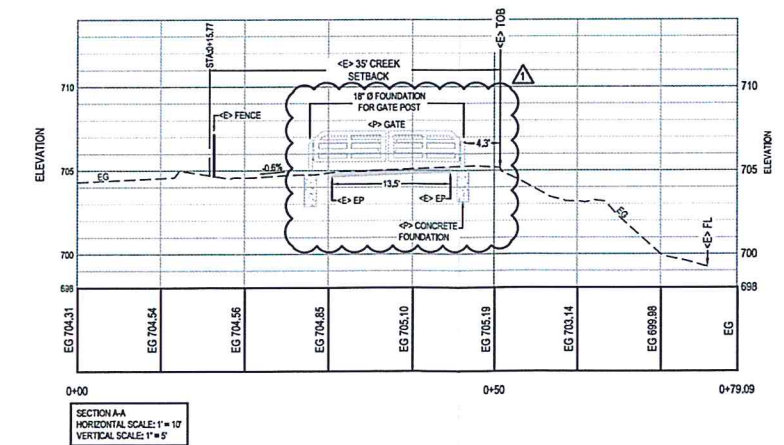 STA:0+15.77
<E> TOB
<E> 35' CREEK
SETBACK
1
710
710
18" Ø FOUNDATION
FOR GATE POST
<E> FENCE
<P> GATE
ELEVATION
ELEVATION
4.3'
705
705
-0.6%
EG
13.5'
<E> EP
<E> EP
EG
<P> CONCRETE
FOUNDATION
<E> FL
700
700
698
698
EG 704.31
EG 704.54
EG 704.56
EG 704.85
EG 705.10
EG 705.19
EG 703.14
EG 699.98
EG
0+00
0+50
0+79.09
SECTION A-A
HORIZONTAL SCALE: 1" = 10'
VERTICAL SCALE: 1" = 5'